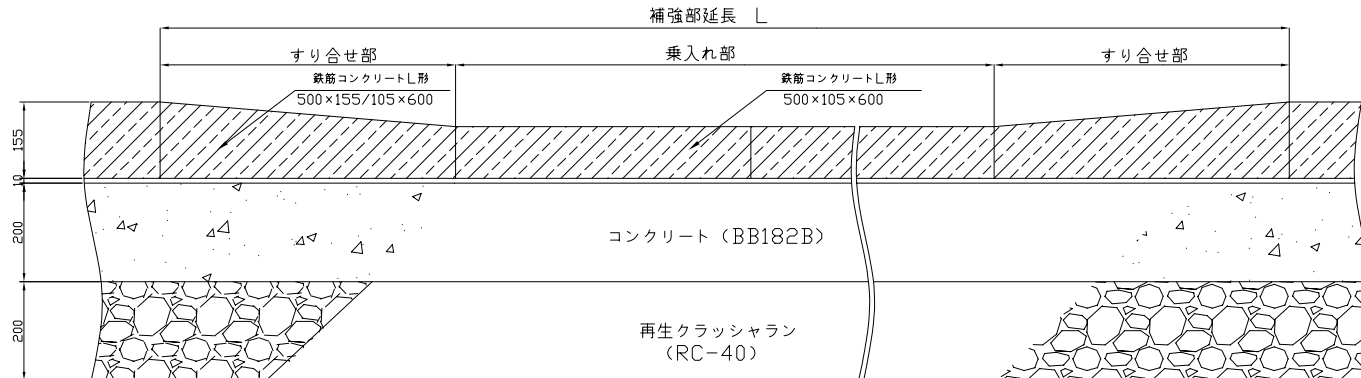 補強部延長 L
すり合せ部
乗入れ部
すり合せ部
鉄筋コンクリートL形
500×155/105×600
鉄筋コンクリートL形
500×105×600
155
10
200
コンクリート（BB182B）
200
再生クラッシャラン
（RC-40）